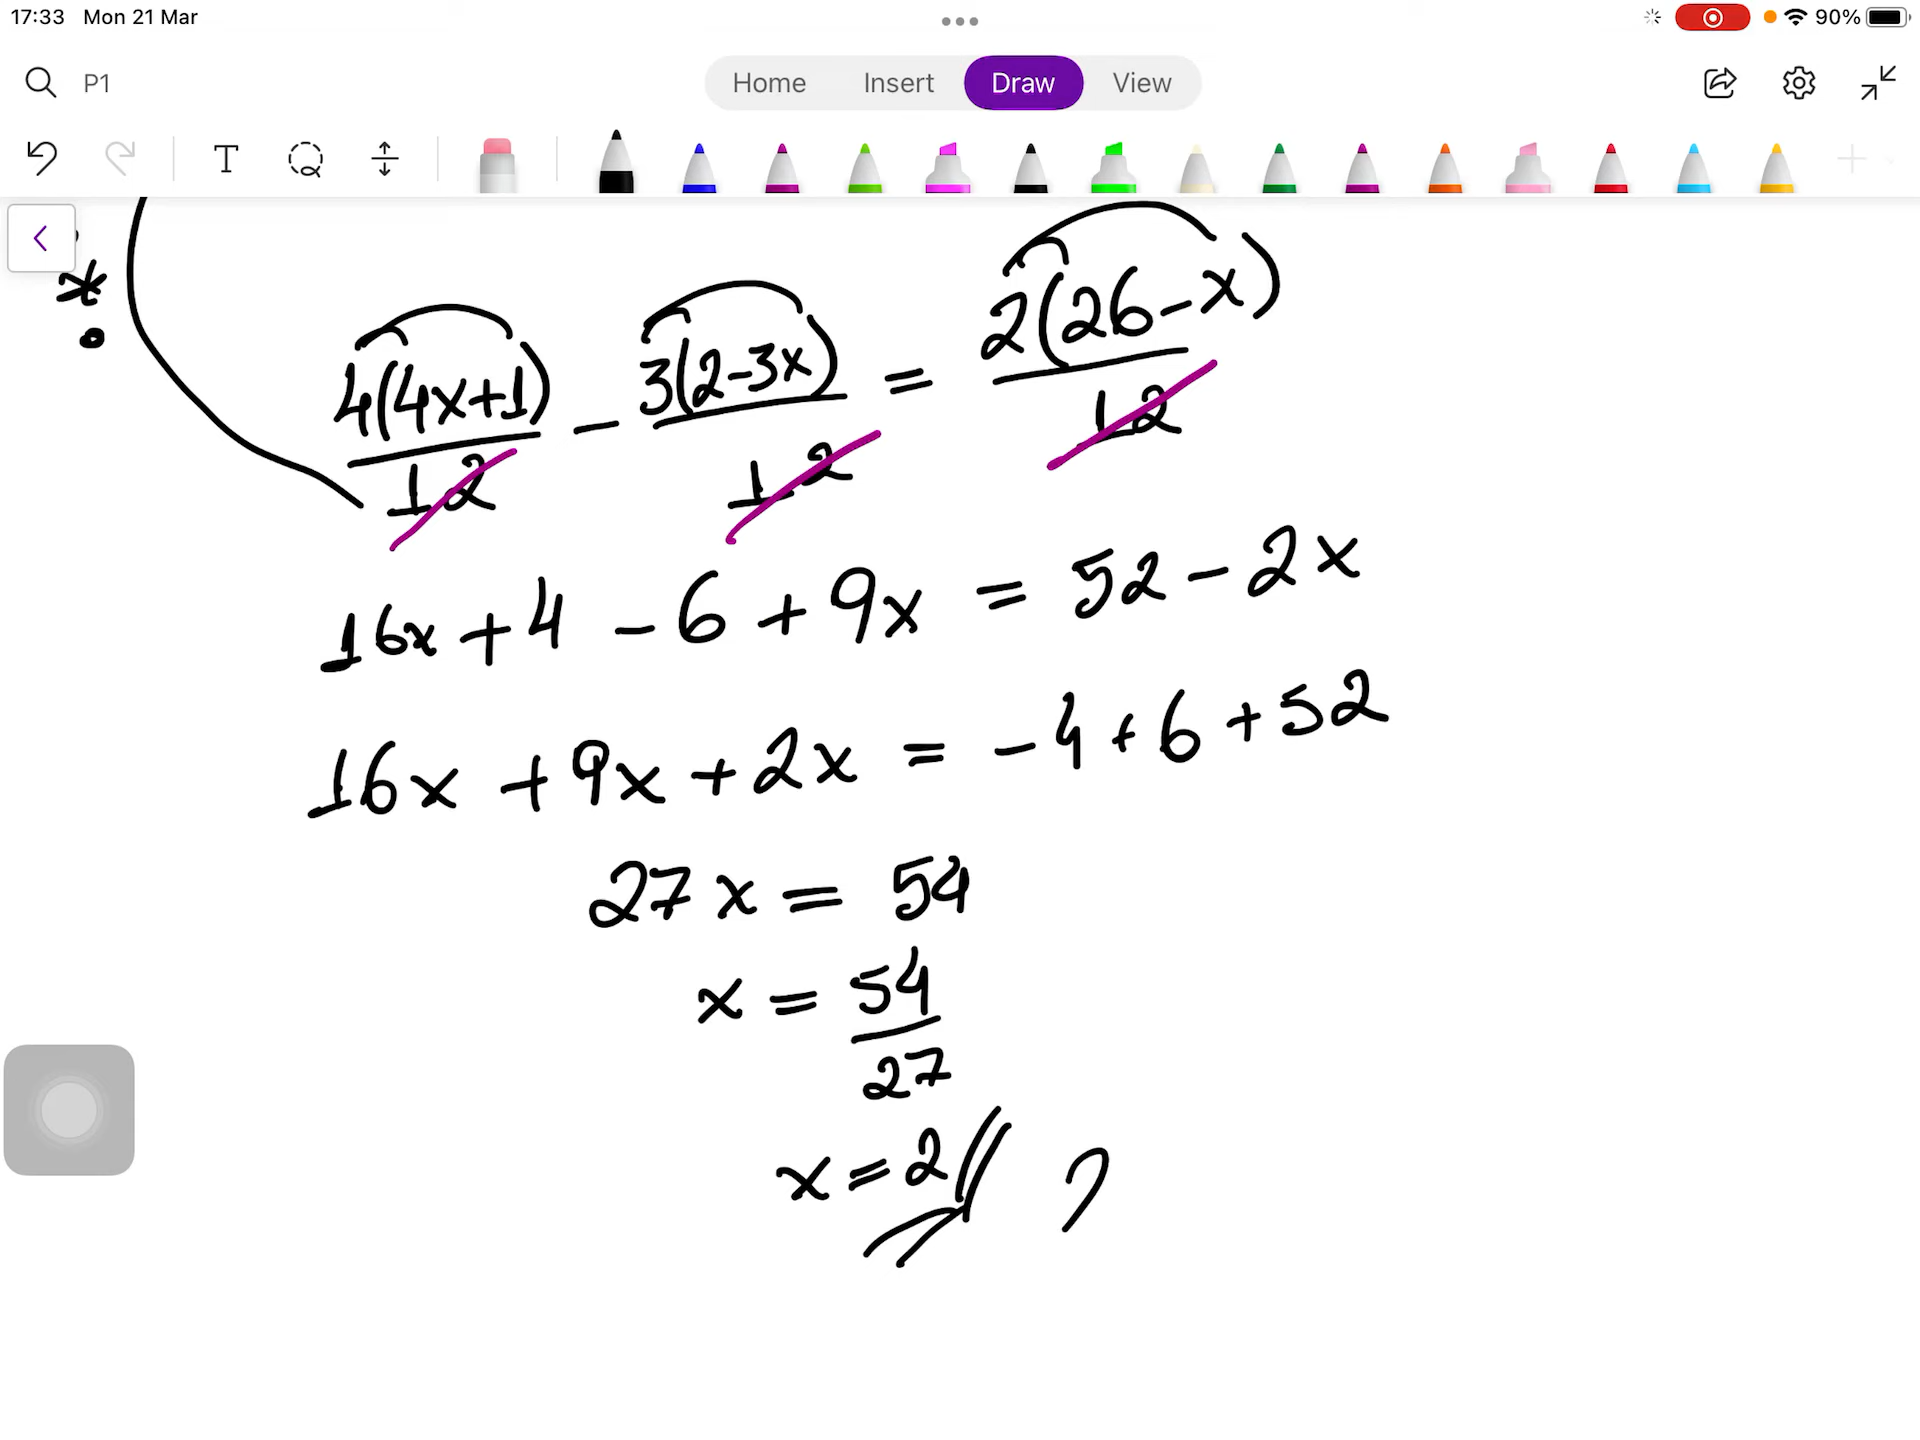 17:33 Mon 21 Mar 90%
P1 Home Insert Draw View
T
4(4x+1)/12 - 3(2-3x)/12 = 2(26-x)/12
16x + 4 - 6 + 9x = 52 - 2x
16x + 9x + 2x = -4 + 6 + 52
27x = 54
x = 54/27
x = 2